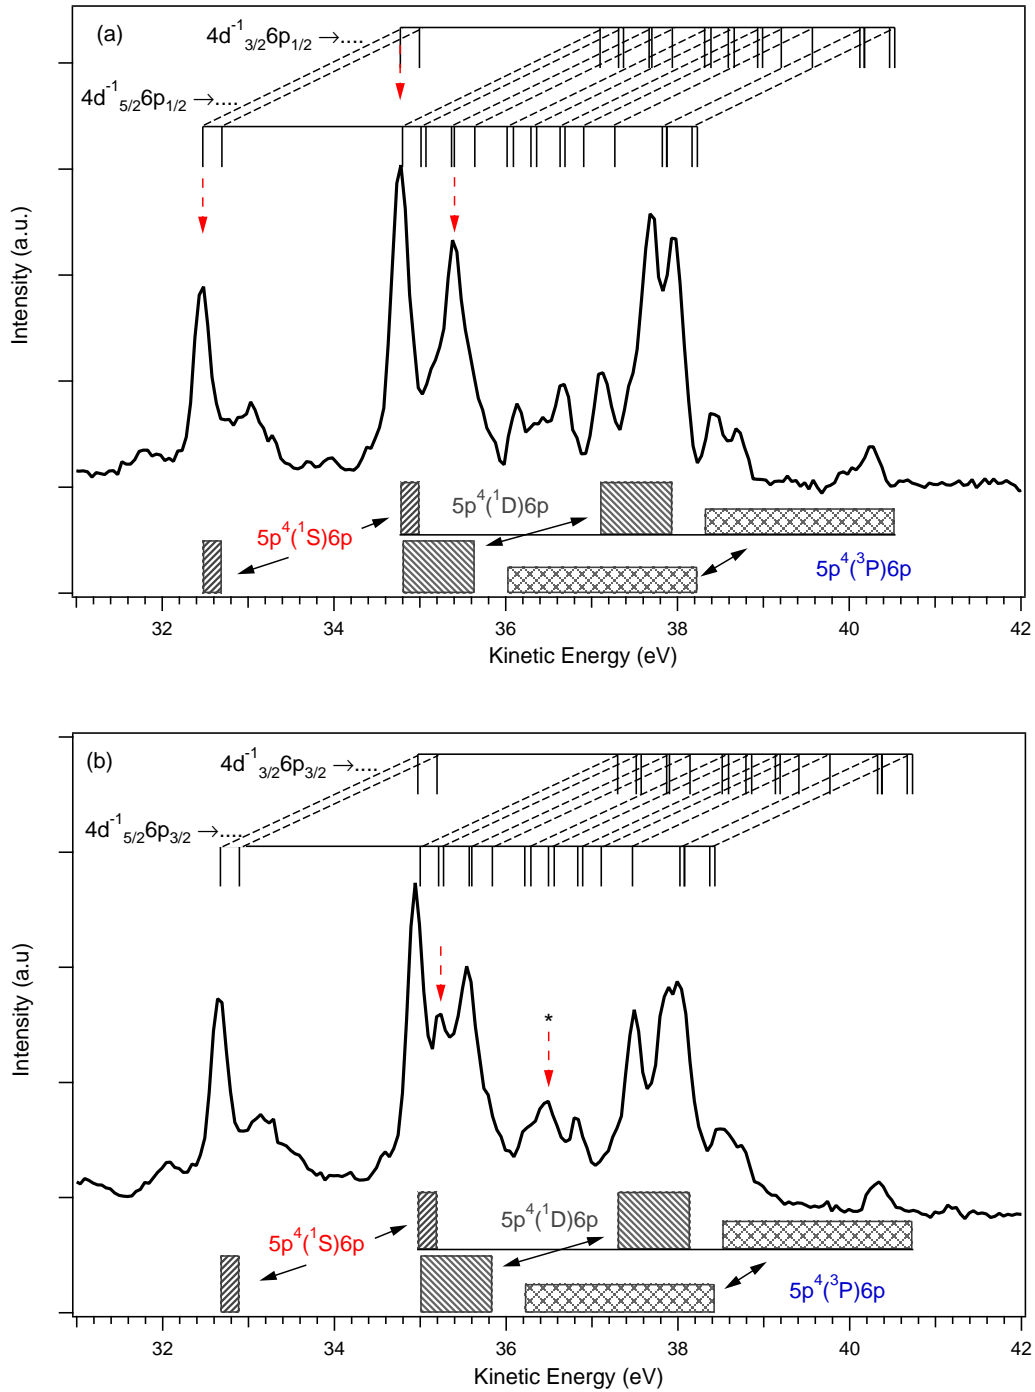 (a)
4d⁻¹₃/₂6p₁/₂ →....
4d⁻¹₅/₂6p₁/₂ →....
Intensity (a.u.)
5p⁴(¹S)6p
5p⁴(¹D)6p
5p⁴(³P)6p
32 34 36 38 40 42
Kinetic Energy (eV)
(b)
4d⁻¹₃/₂6p₃/₂ →....
4d⁻¹₅/₂6p₃/₂ →....
*
Intensity (a.u)
5p⁴(¹S)6p
5p⁴(¹D)6p
5p⁴(³P)6p
32 34 36 38 40 42
Kinetic Energy (eV)